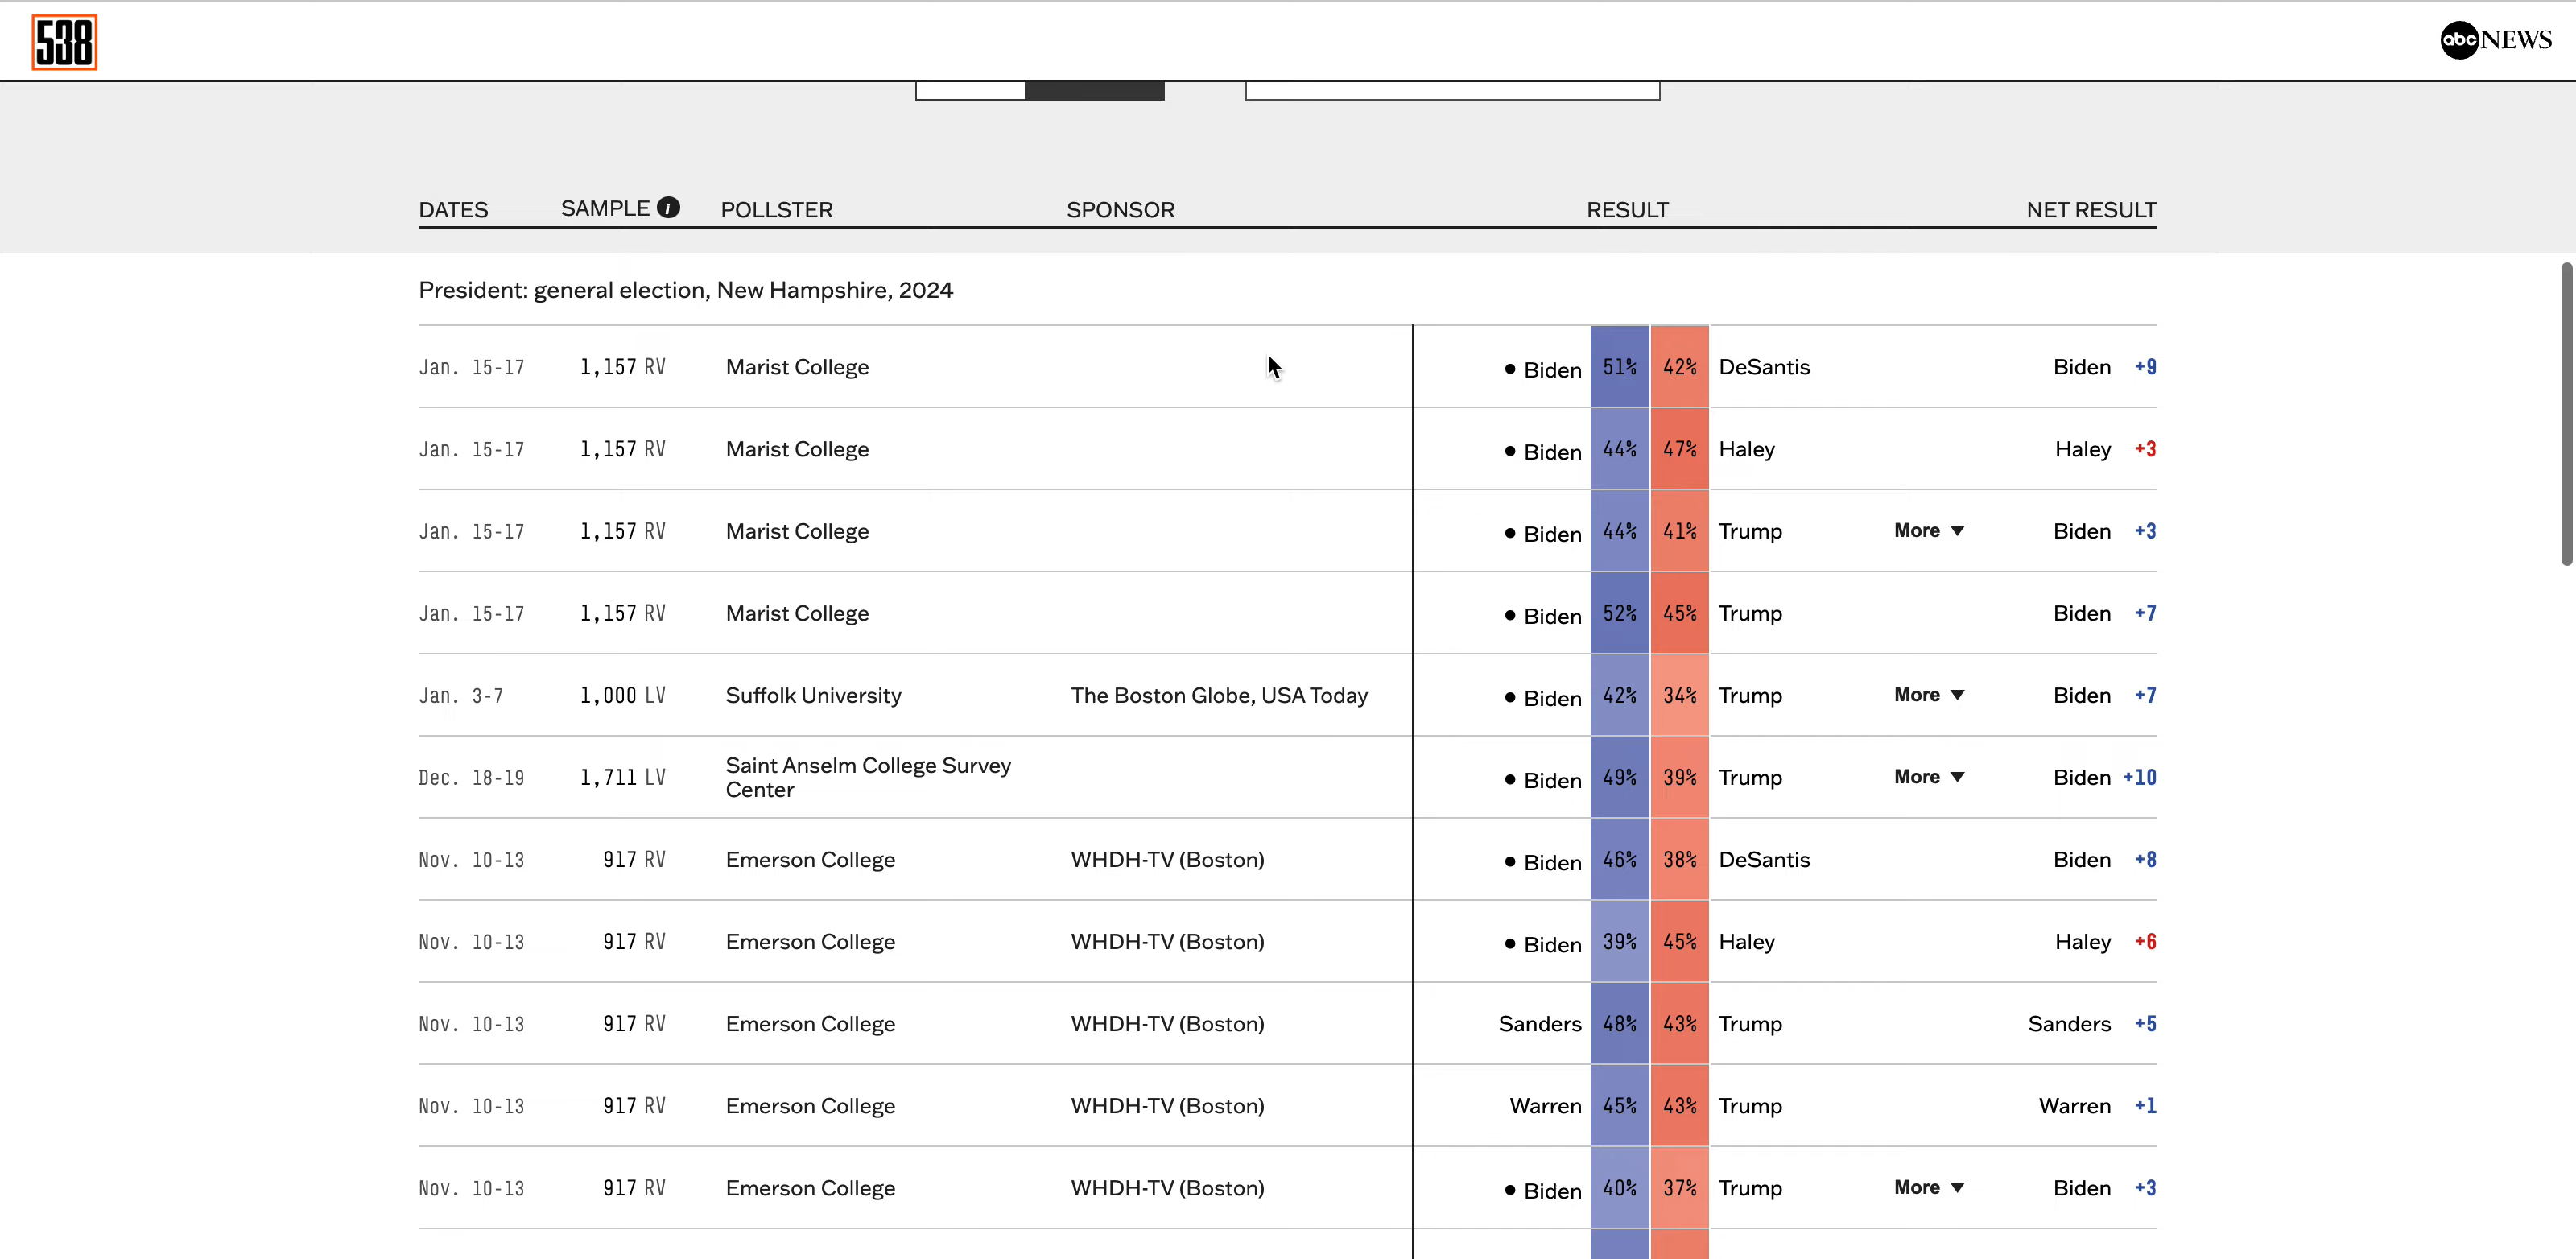 538
abc NEWS
DATES SAMPLE i POLLSTER SPONSOR RESULT NET RESULT
President: general election, New Hampshire, 2024
Jan. 15-17 1,157 RV Marist College • Biden 51% 42% DeSantis Biden +9
Jan. 15-17 1,157 RV Marist College • Biden 44% 47% Haley Haley +3
Jan. 15-17 1,157 RV Marist College • Biden 44% 41% Trump More ▼ Biden +3
Jan. 15-17 1,157 RV Marist College • Biden 52% 45% Trump Biden +7
Jan. 3-7 1,000 LV Suffolk University The Boston Globe, USA Today • Biden 42% 34% Trump More ▼ Biden +7
Dec. 18-19 1,711 LV Saint Anselm College Survey • Biden 49% 39% Trump More ▼ Biden +10
Center
Nov. 10-13 917 RV Emerson College WHDH-TV (Boston) • Biden 46% 38% DeSantis Biden +8
Nov. 10-13 917 RV Emerson College WHDH-TV (Boston) • Biden 39% 45% Haley Haley +6
Nov. 10-13 917 RV Emerson College WHDH-TV (Boston) Sanders 48% 43% Trump Sanders +5
Nov. 10-13 917 RV Emerson College WHDH-TV (Boston) Warren 45% 43% Trump Warren +1
Nov. 10-13 917 RV Emerson College WHDH-TV (Boston) • Biden 40% 37% Trump More ▼ Biden +3